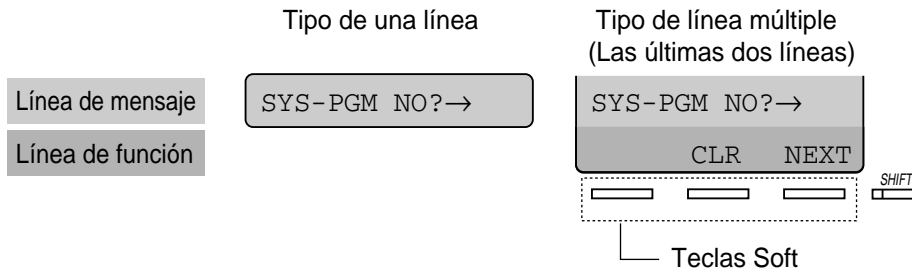 Tipo de una línea
Tipo de línea múltiple
(Las últimas dos líneas)
Línea de mensaje
SYS-PGM NO?→
SYS-PGM NO?→
Línea de función
CLR NEXT
SHIFT
Teclas Soft